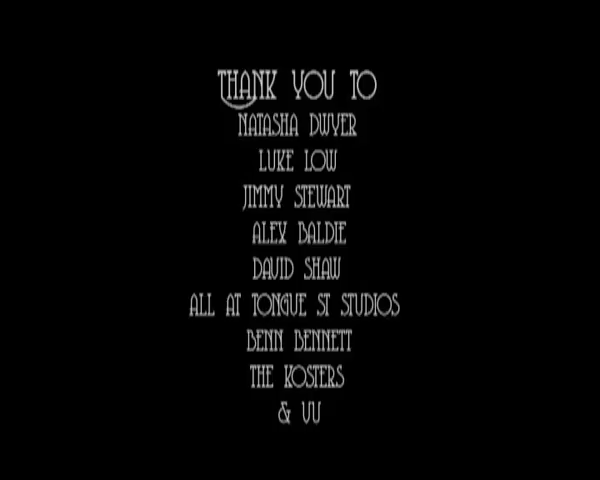 THANK YOU TO
NATASHA DWYER
LUKE LOW
JIMMY STEWART
ALEX BALDIE
DAVID SHAW
ALL AT TONGUE ST STUDIOS
BENN BENNETT
THE KOSTERS
& VU